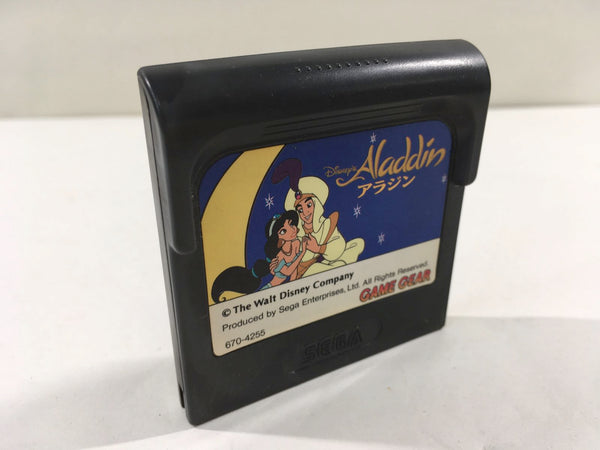 Disney's Aladdin
アラジン
© The Walt Disney Company
Produced by Sega Enterprises, Ltd. All Rights Reserved.
670-4255 GAME GEAR
SEGA